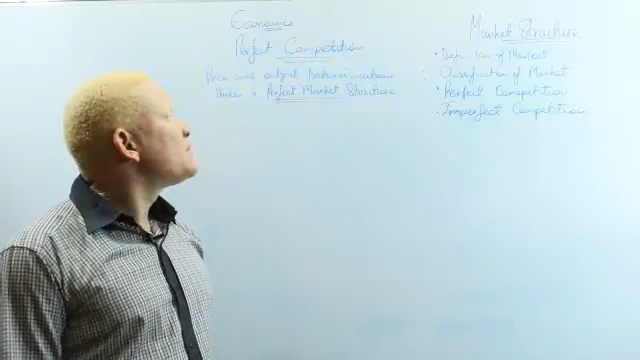 Economics
Perfect Competition
Price and output Determination
Under a Perfect Market Structure
Market Structure
Definition of Market
Classification of Market
Perfect Competition
Imperfect Competition